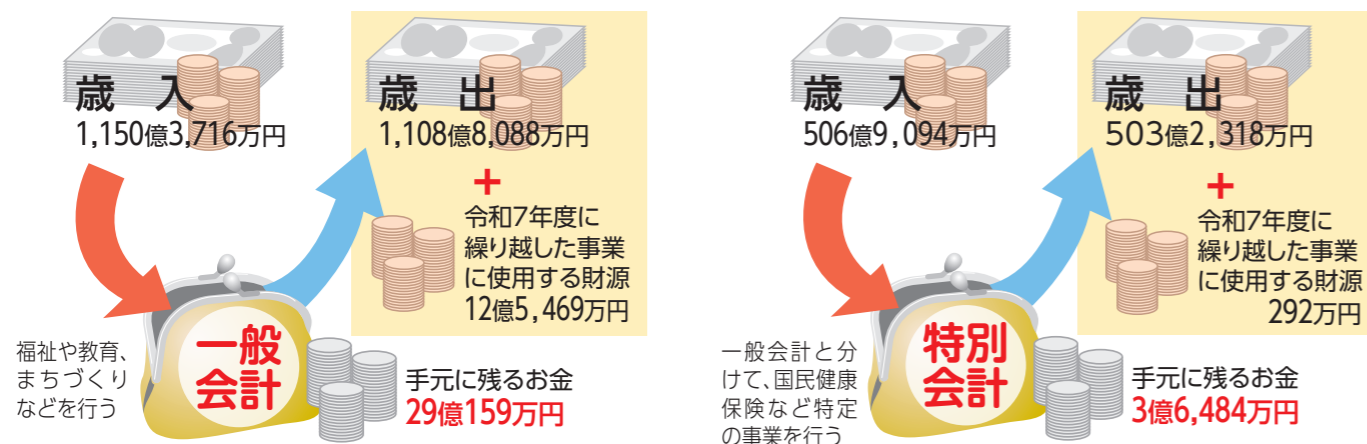 歳 入
1,150億3,716万円
歳 出
1,108億8,088万円
+
令和7年度に
繰り越した事業
に使用する財源
12億5,469万円
福祉や教育、
まちづくり
などを行う
一般
会計
手元に残るお金
29億159万円
歳 入
506億9,094万円
歳 出
503億2,318万円
+
令和7年度に
繰り越した事業
に使用する財源
292万円
一般会計と分
けて、国民健康
保険など特定
の事業を行う
特別
会計
手元に残るお金
3億6,484万円